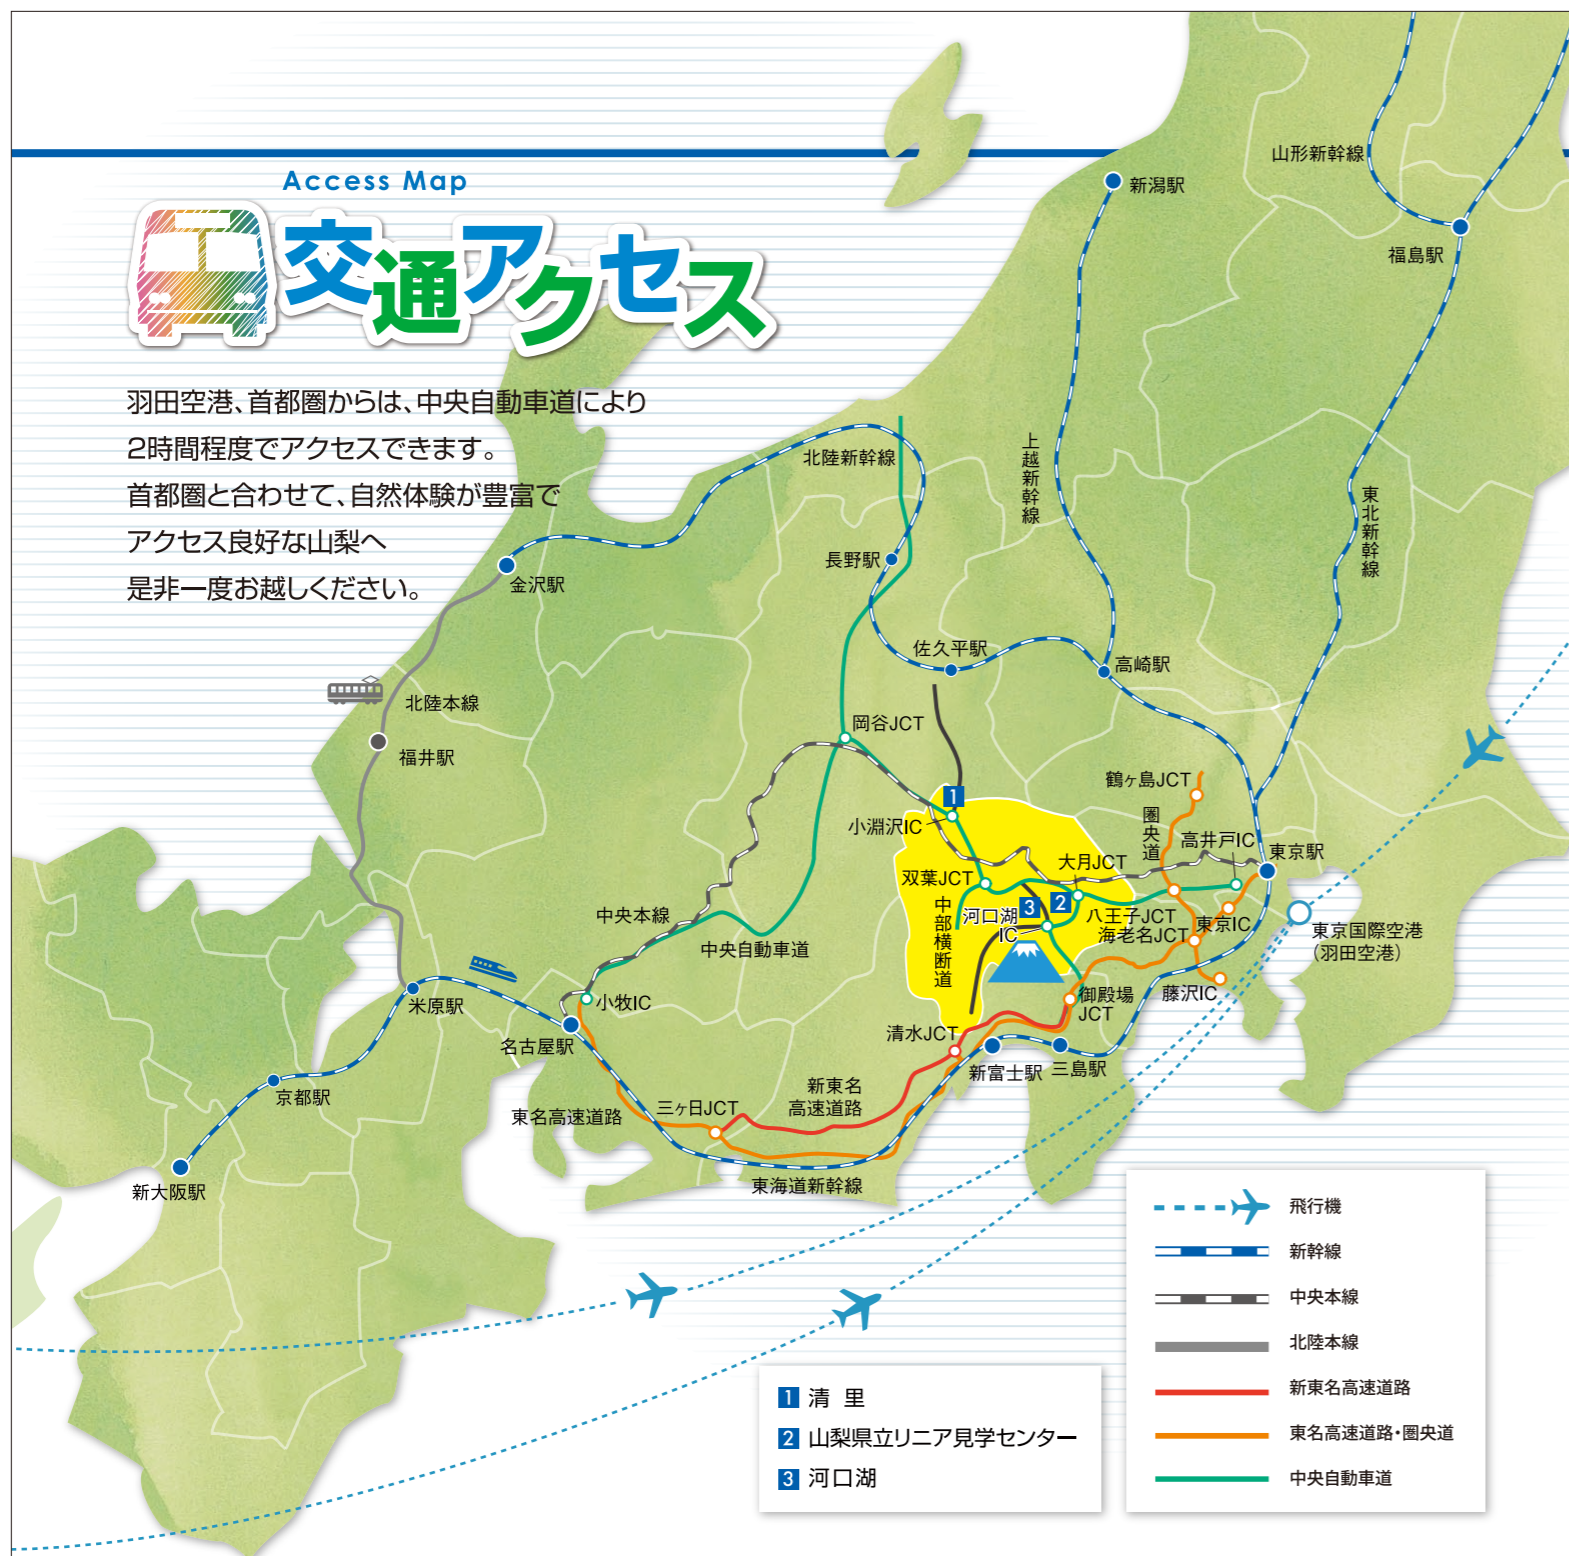 Access Map
交通アクセス
羽田空港、首都圏からは、中央自動車道により
2時間程度でアクセスできます。
首都圏と合わせて、自然体験が豊富で
アクセス良好な山梨へ
是非一度お越しください。
山形新幹線
新潟駅
福島駅
北陸新幹線
上越新幹線
東北新幹線
長野駅
金沢駅
佐久平駅
高崎駅
北陸本線
岡谷JCT
福井駅
鶴ヶ島JCT
1
小淵沢IC
圏央道
高井戸IC
東京駅
大月JCT
双葉JCT
3
2
河口湖
IC
八王子JCT
海老名JCT
東京IC
中央本線
中部横断道
東京国際空港
(羽田空港)
中央自動車道
藤沢IC
米原駅
小牧IC
御殿場
JCT
名古屋駅
清水JCT
新富士駅
三島駅
京都駅
新東名
高速道路
東名高速道路
三ヶ日JCT
東海道新幹線
新大阪駅
飛行機
新幹線
中央本線
北陸本線
新東名高速道路
東名高速道路・圏央道
中央自動車道
1 清 里
2 山梨県立リニア見学センター
3 河口湖